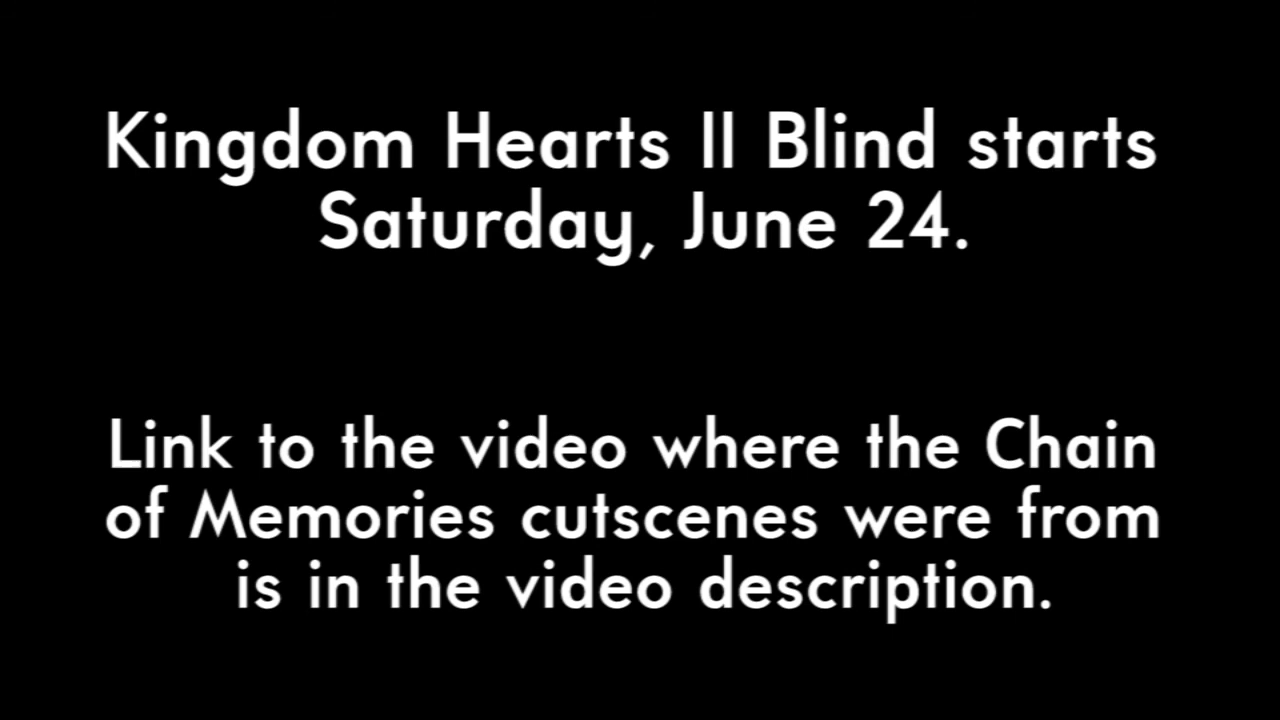 Kingdom Hearts II Blind starts
Saturday, June 24.
Link to the video where the Chain
of Memories cutscenes were from
is in the video description.